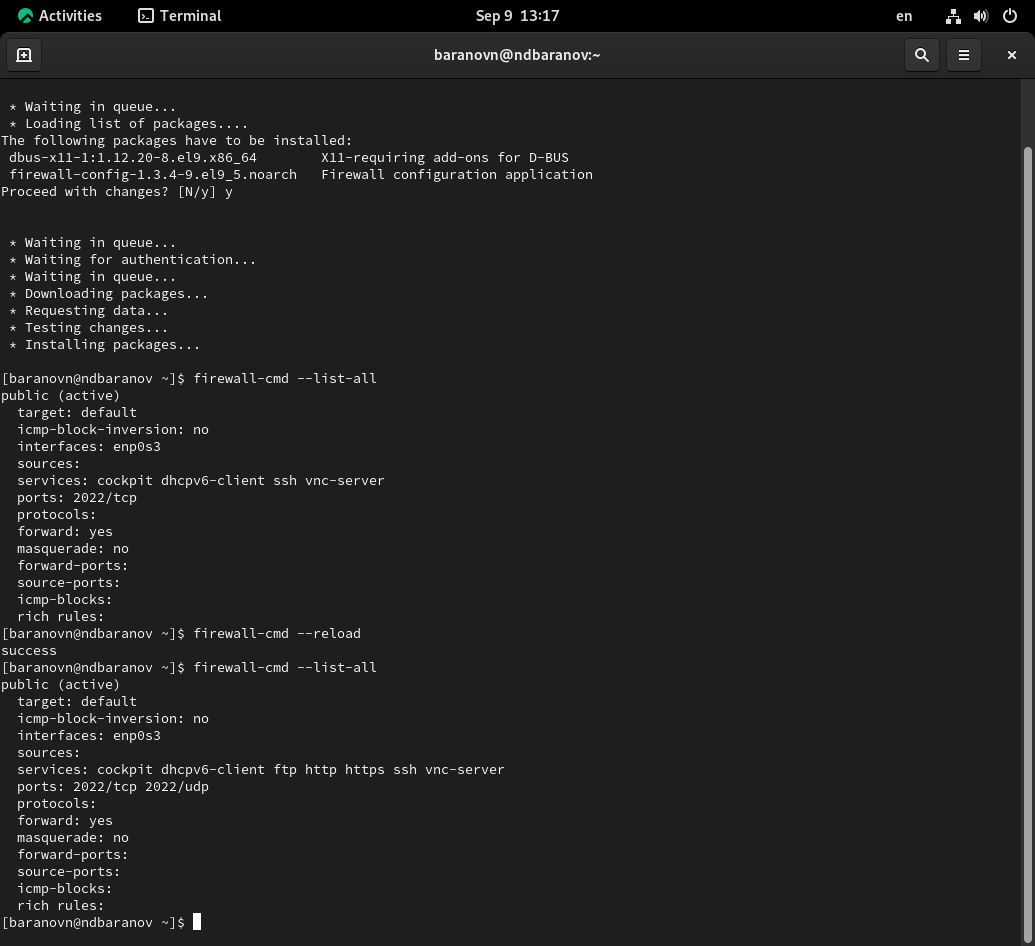 Activities Terminal Sep 9 13:17 en
baranovn@ndbaranov:~
* Waiting in queue...
* Loading list of packages....
The following packages have to be installed:
 dbus-x11-1:1.12.20-8.el9.x86_64        X11-requiring add-ons for D-BUS
 firewall-config-1.3.4-9.el9_5.noarch   Firewall configuration application
Proceed with changes? [N/y] y
* Waiting in queue...
* Waiting for authentication...
* Waiting in queue...
* Downloading packages...
* Requesting data...
* Testing changes...
* Installing packages...
[baranovn@ndbaranov ~]$ firewall-cmd --list-all
public (active)
  target: default
  icmp-block-inversion: no
  interfaces: enp0s3
  sources:
  services: cockpit dhcpv6-client ssh vnc-server
  ports: 2022/tcp
  protocols:
  forward: yes
  masquerade: no
  forward-ports:
  source-ports:
  icmp-blocks:
  rich rules:
[baranovn@ndbaranov ~]$ firewall-cmd --reload
success
[baranovn@ndbaranov ~]$ firewall-cmd --list-all
public (active)
  target: default
  icmp-block-inversion: no
  interfaces: enp0s3
  sources:
  services: cockpit dhcpv6-client ftp http https ssh vnc-server
  ports: 2022/tcp 2022/udp
  protocols:
  forward: yes
  masquerade: no
  forward-ports:
  source-ports:
  icmp-blocks:
  rich rules:
[baranovn@ndbaranov ~]$